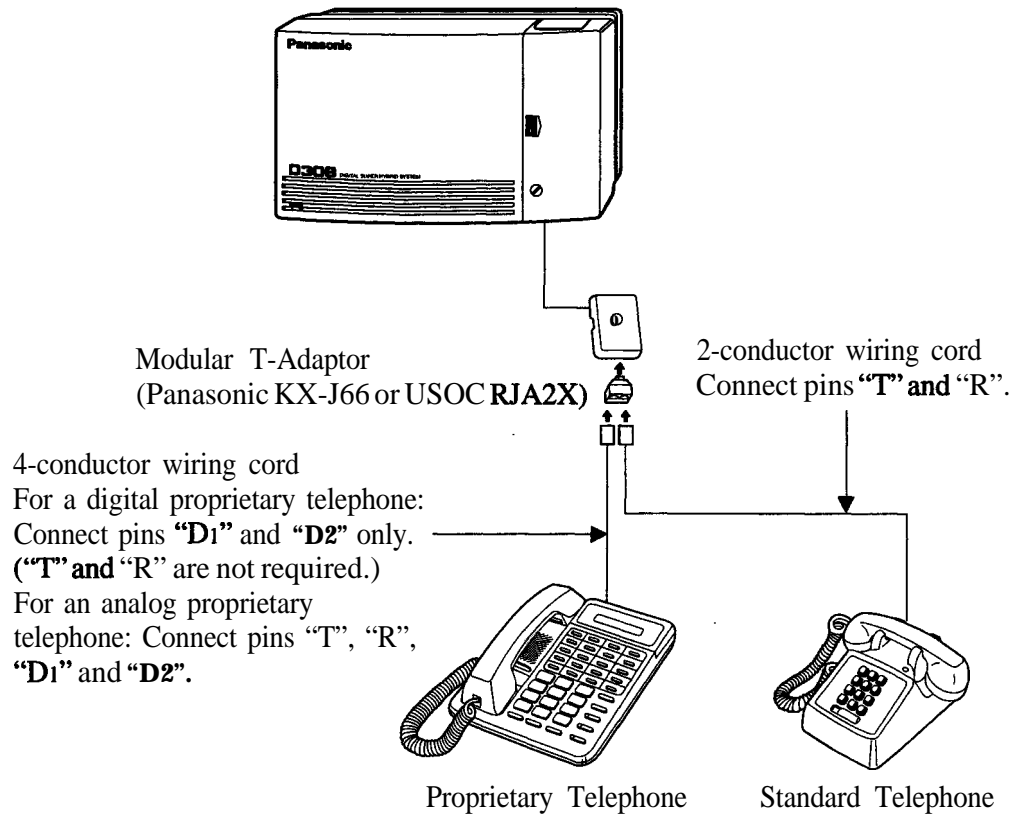 Panasonic
D308 DIGITAL SUPER HYBRID SYSTEM
Modular T-Adaptor
(Panasonic KX-J66 or USOC RJA2X)
2-conductor wiring cord
Connect pins “T” and “R”.
4-conductor wiring cord
For a digital proprietary telephone:
Connect pins “D1” and “D2” only.
(“T” and “R” are not required.)
For an analog proprietary
telephone: Connect pins “T”, “R”,
“D1” and “D2”.
Proprietary Telephone
Standard Telephone